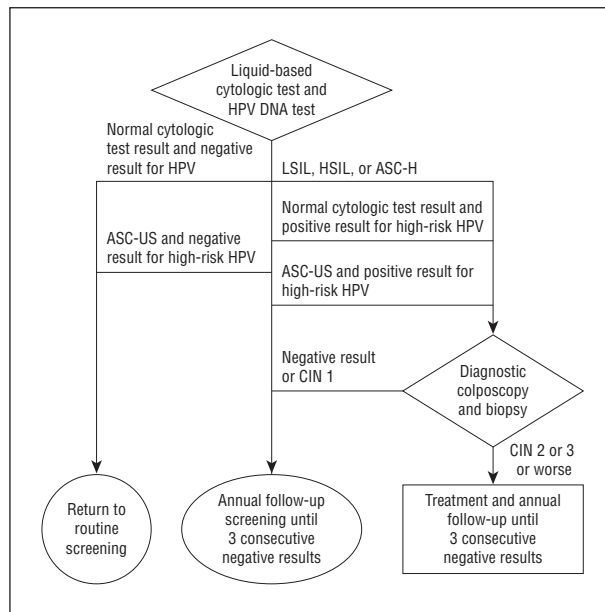 Liquid-based
cytologic test and
HPV DNA test
Normal cytologic
test result and negative
result for HPV
LSIL, HSIL, or ASC-H
Normal cytologic test result and
positive result for high-risk HPV
ASC-US and negative
result for high-risk HPV
ASC-US and positive result for
high-risk HPV
Negative result
or CIN 1
Diagnostic
colposcopy
and biopsy
CIN 2 or 3
or worse
Return to
routine
screening
Annual follow-up
screening until
3 consecutive
negative results
Treatment and annual
follow-up until
3 consecutive
negative results